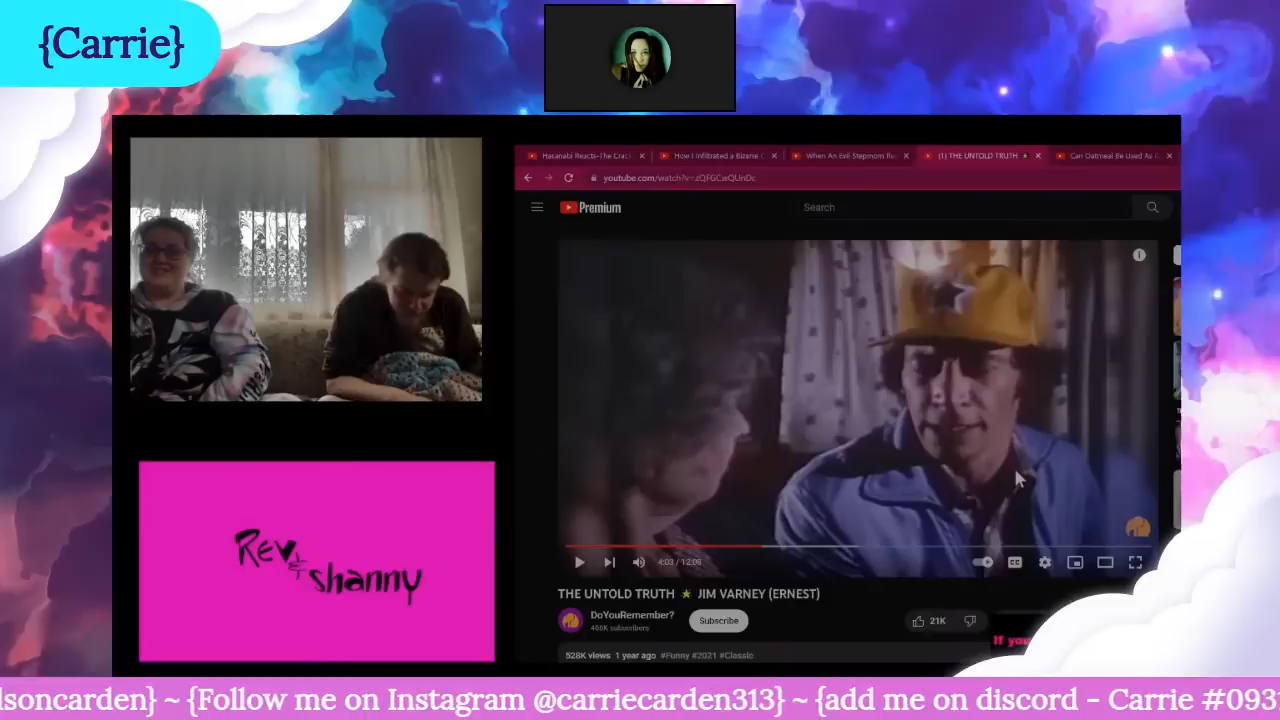 {Carrie}
Hasanabi Reacts-The Crac
How I Infiltrated a Bizarre C
When An Evil Stepmom Ru
(1) THE UNTOLD TRUTH ★
Can Oatmeal Be Used As
youtube.com/watch?v=zQFGCwQUnDc
Premium
Search
4:03 / 12:08
Rev & shanny
THE UNTOLD TRUTH ★ JIM VARNEY (ERNEST)
DoYouRemember?
466K subscribers
Subscribe
21K
If you
528K views 1 year ago #Funny #2021 #Classic
lsoncarden} ~ {Follow me on Instagram @carriecarden313} ~ {add me on discord - Carrie #093